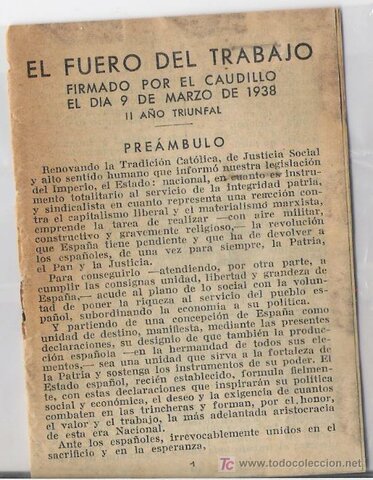 EL FUERO DEL TRABAJO
FIRMADO POR EL CAUDILLO
EL DIA 9 DE MARZO DE 1938
II AÑO TRIUNFAL
PREÁMBULO
Renovando la Tradición Católica, de Justicia Social
y alto sentido humano que informó nuestra legislación
del Imperio, el Estado: nacional, en cuanto es instru-
mento totalitario al servicio de la integridad patria,
y sindicalista en cuanto representa una reacción con-
tra el capitalismo liberal y el materialismo marxista,
emprende la tarea de realizar —con aire militar,
constructivo y gravemente religioso,— la revolución
que España tiene pendiente y que ha de devolver a
los españoles, de una vez para siempre, la Patria,
el Pan y la Justicia.
Para conseguirlo —atendiendo, por otra parte, a
cumplir las consignas unidad, libertad y grandeza de
España,— acude al plano de lo social con la volunt-
tad de poner la riqueza al servicio del pueblo es-
pañol, subordinando la economía a su política.
Y partiendo de una concepción de España como
unidad de destino, manifiesta, mediante las presentes
declaraciones, su designio de que también la produc-
ción española —en la hermandad de todos sus ele-
mentos,— sea una unidad que sirva a la fortaleza de
la Patria y sostenga los instrumentos de su poder. El
Estado español, recién establecido, formula fielmen-
te, con estas declaraciones que inspirarán su política
social y económica, el deseo y la exigencia de cuantos
combaten en las trincheras y forman, por el honor,
el valor y el trabajo, la más adelantada aristocracia
de esta era Nacional.
Ante los españoles, irrevocablemente unidos en el
sacrificio y en la esperanza,
1
TC www.todocoleccion.net